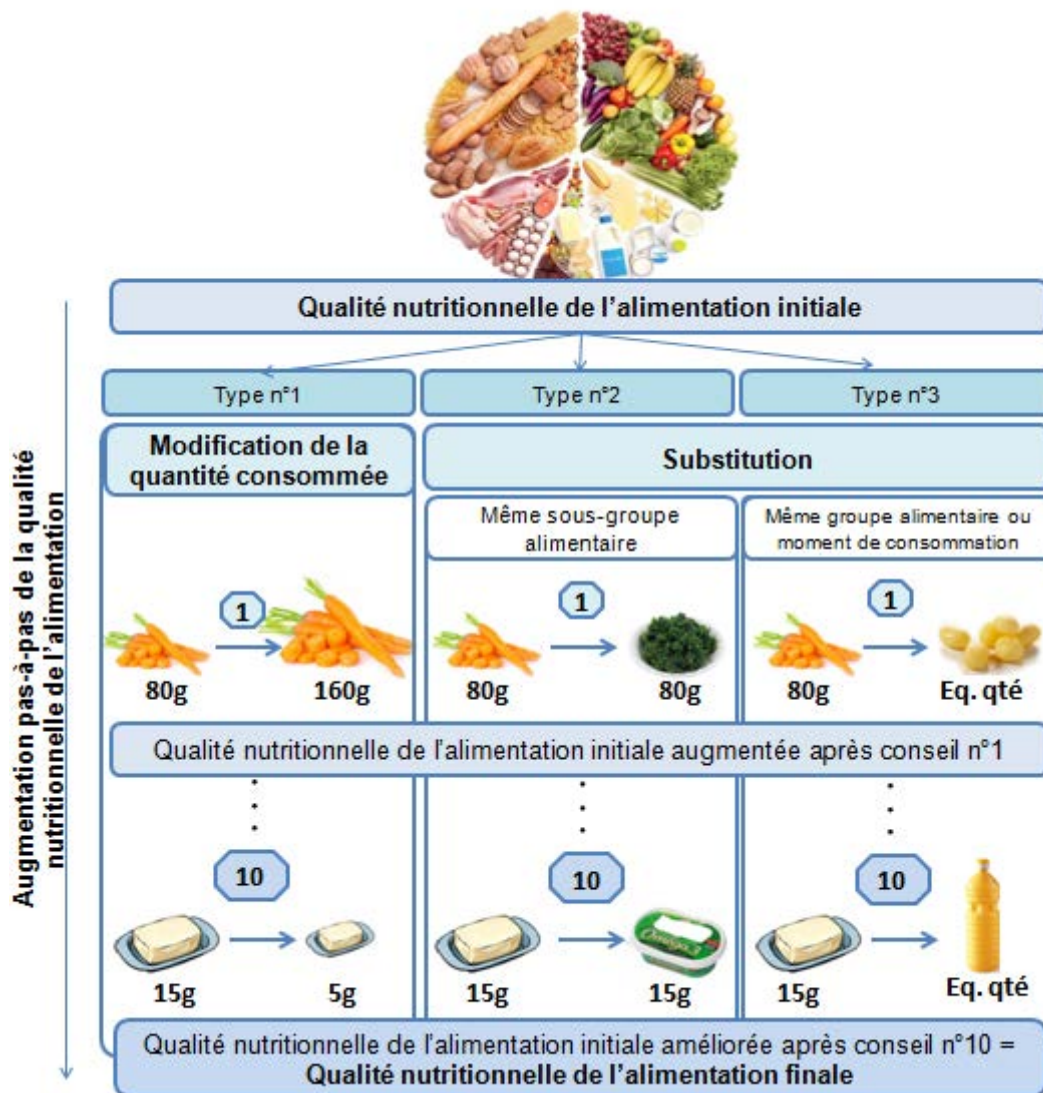 Qualité nutritionnelle de l'alimentation initiale
Type n°1
Type n°2
Type n°3
Modification de la
quantité consommée
Substitution
Même sous-groupe
alimentaire
Même groupe alimentaire ou
moment de consommation
1
1
1
80g
160g
80g
80g
80g
Eq. qté
Qualité nutritionnelle de l'alimentation initiale augmentée après conseil n°1
10
10
10
Oméga 3
15g
5g
15g
15g
15g
Eq. qté
Qualité nutritionnelle de l'alimentation initiale améliorée après conseil n°10 =
Qualité nutritionnelle de l'alimentation finale
Augmentation pas-à-pas de la qualité
nutritionnelle de l'alimentation